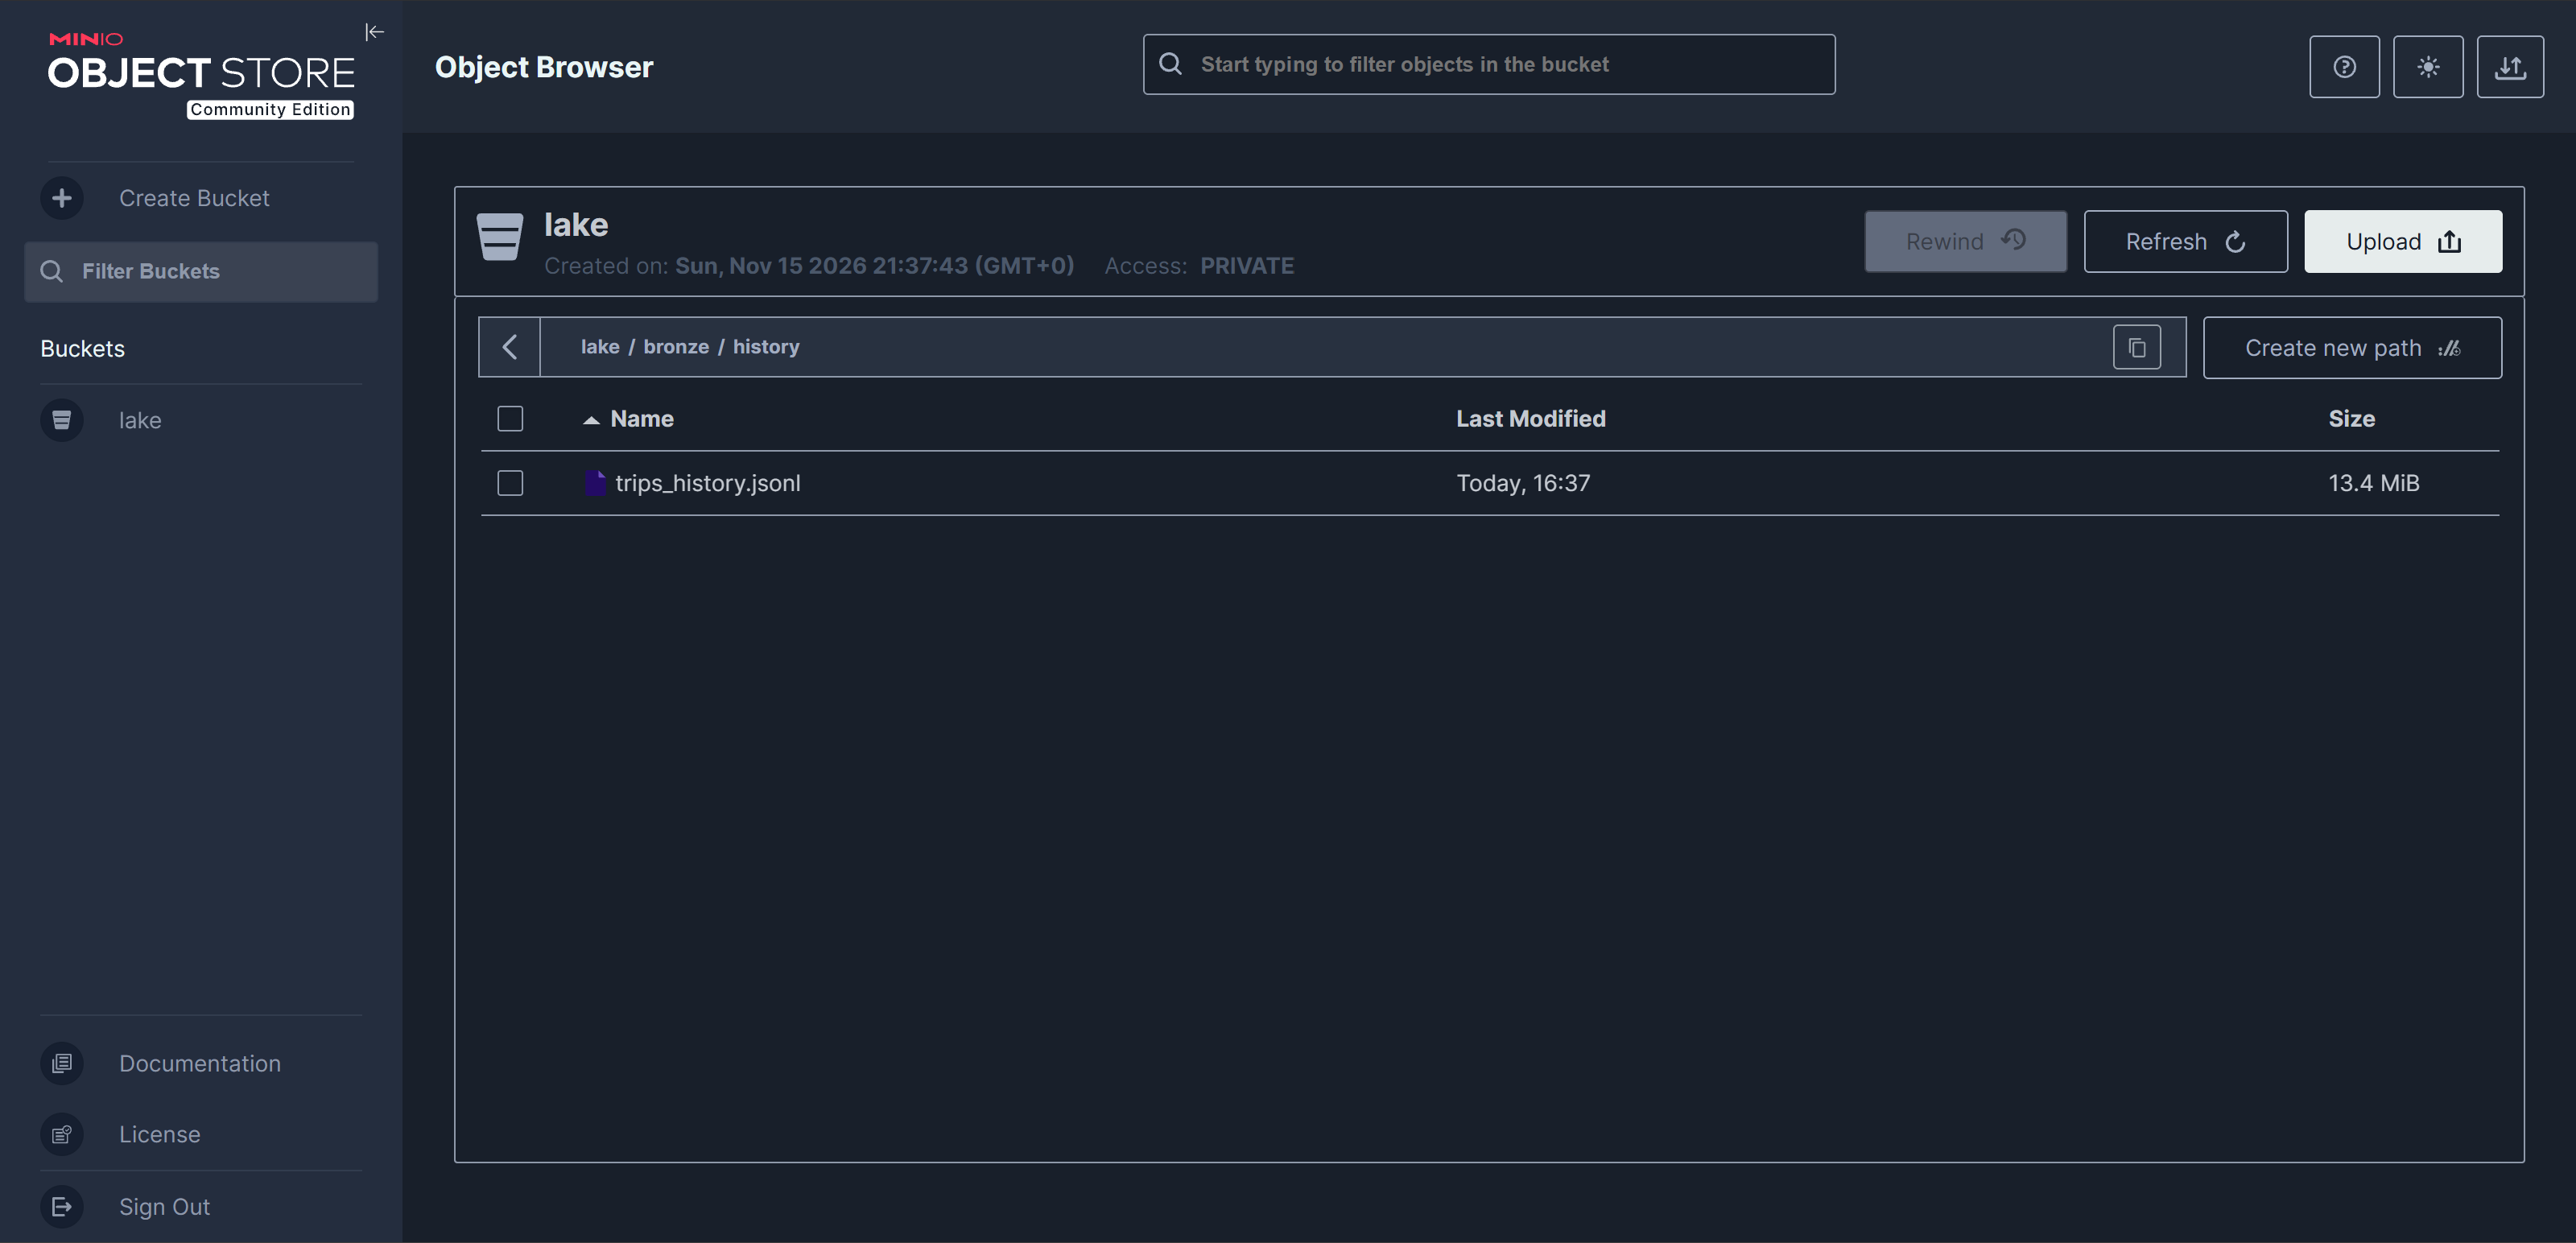 MINIO
OBJECT STORE
Community Edition
Create Bucket
Filter Buckets
Buckets
lake
Documentation
License
Sign Out
Object Browser
Start typing to filter objects in the bucket
lake
Created on: Sun, Nov 15 2026 21:37:43 (GMT+0) Access: PRIVATE
Rewind
Refresh
Upload
lake / bronze / history
Create new path
Name Last Modified Size
trips_history.jsonl Today, 16:37 13.4 MiB